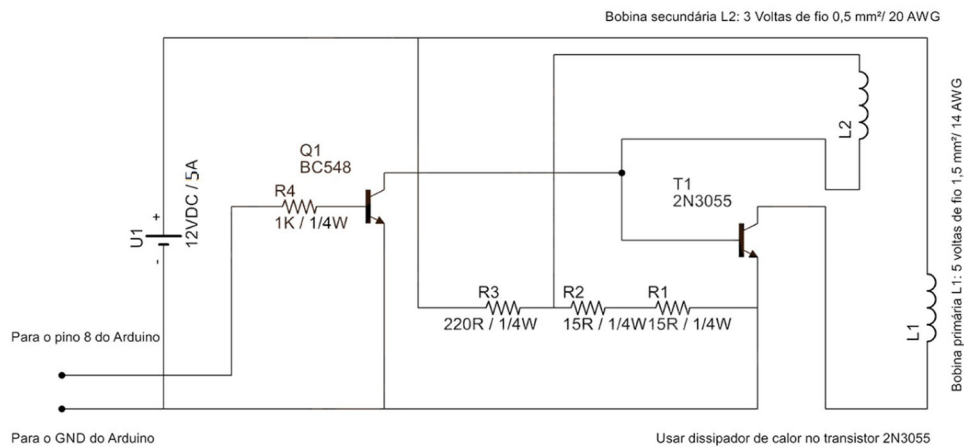 Bobina secundária L2: 3 Voltas de fio 0,5 mm²/ 20 AWG
L2
Q1
BC548
R4
1K / 1/4W
T1
2N3055
+
U1
12VDC / 5A
-
R3
220R / 1/4W
R2
15R / 1/4W
R1
15R / 1/4W
L1
Bobina primária L1: 5 voltas de fio 1,5 mm²/ 14 AWG
Para o pino 8 do Arduino
Para o GND do Arduino
Usar dissipador de calor no transistor 2N3055